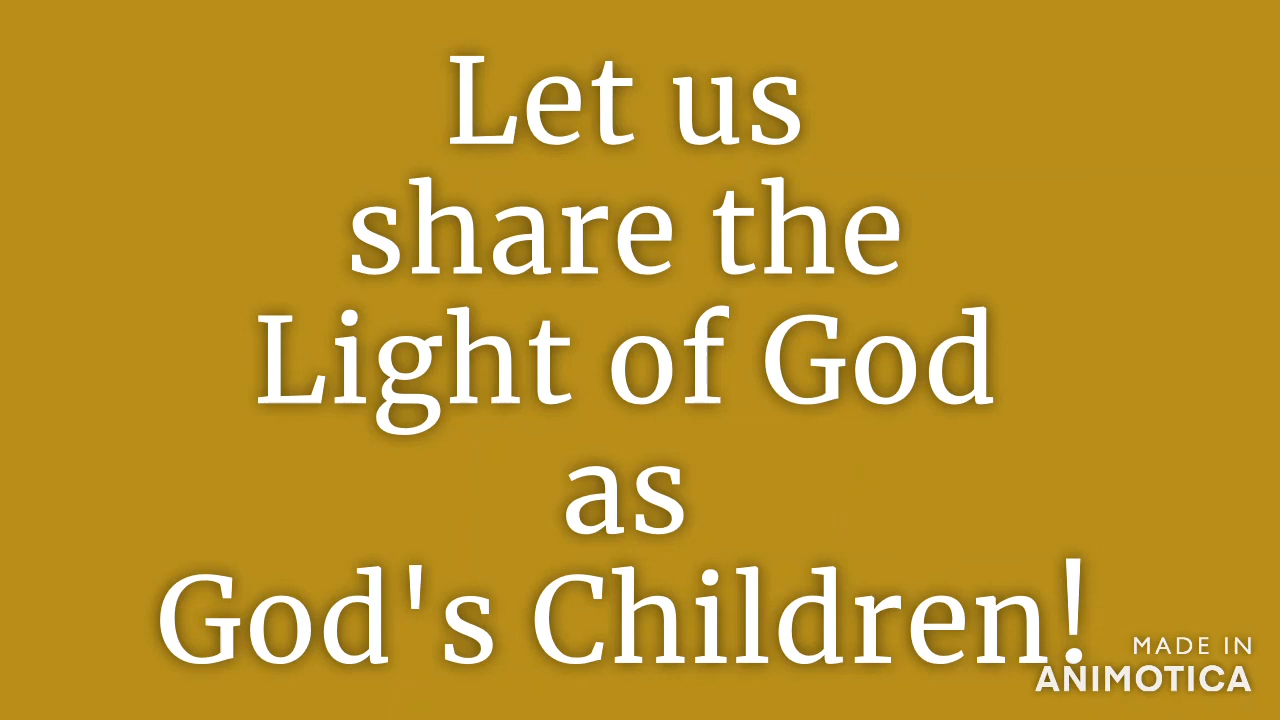 Let us
share the
Light of God
as
God's Children!
MADE IN
ANIMOTICA